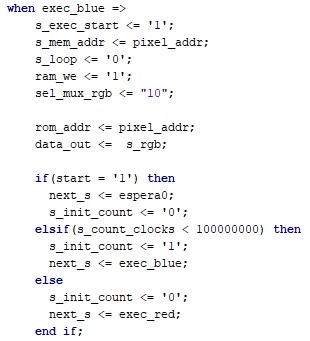 when exec_blue =>
s_exec_start <= '1';
s_mem_addr <= pixel_addr;
s_loop <= '0';
ram_we <= '1';
sel_mux_rgb <= "10";
rom_addr <= pixel_addr;
data_out <= s_rgb;
if(start = '1') then
next_s <= espera0;
s_init_count <= '0';
elsif(s_count_clocks < 100000000) then
s_init_count <= '1';
next_s <= exec_blue;
else
s_init_count <= '0';
next_s <= exec_red;
end if;